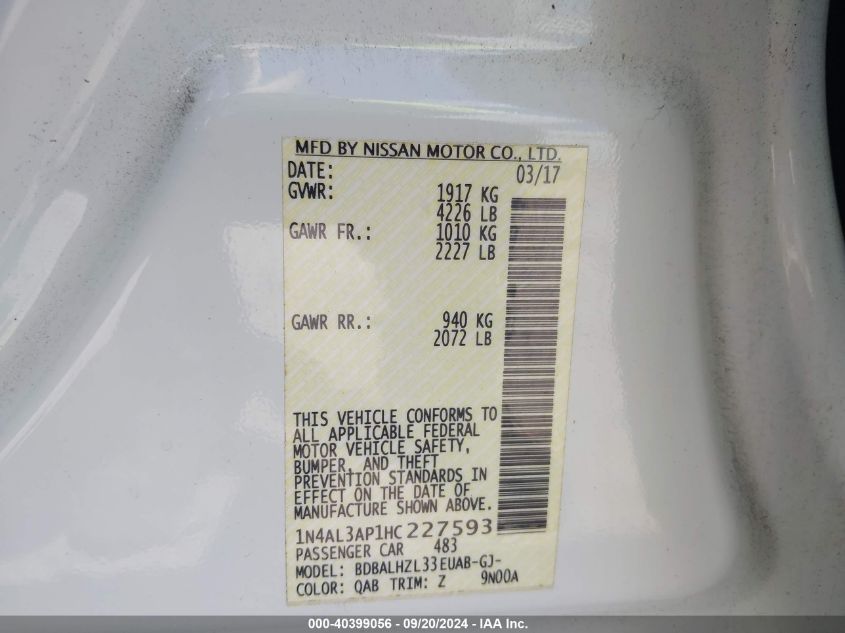 MFD BY NISSAN MOTOR CO., LTD.
DATE: 03/17
GVWR: 1917 KG
4226 LB
GAWR FR.: 1010 KG
2227 LB
GAWR RR.: 940 KG
2072 LB
THIS VEHICLE CONFORMS TO
ALL APPLICABLE FEDERAL
MOTOR VEHICLE SAFETY,
BUMPER, AND THEFT
PREVENTION STANDARDS IN
EFFECT ON THE DATE OF
MANUFACTURE SHOWN ABOVE.
1N4AL3AP1HC227593
PASSENGER CAR 483
MODEL: BDBALHZL33EUAB-GJ-
COLOR: QAB TRIM: Z 9N00A
000-40399056 - 09/20/2024 - IAA Inc.